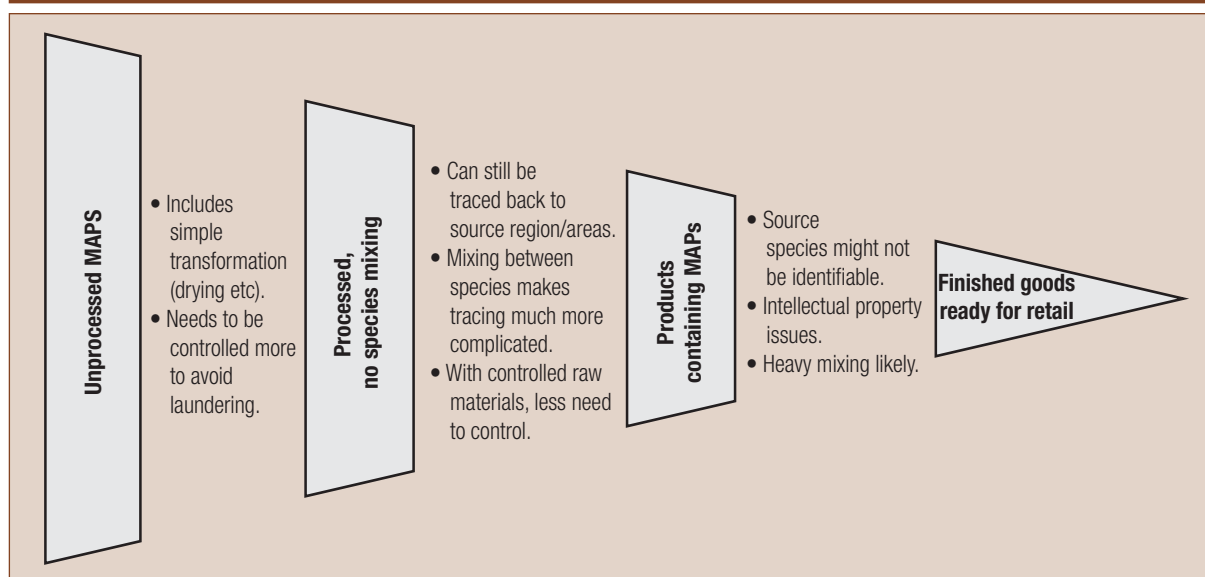 Unprocessed MAPS
• Includes
simple
transformation
(drying etc).
• Needs to be
controlled more
to avoid
laundering.
Processed,
no species mixing
• Can still be
traced back to
source region/areas.
• Mixing between
species makes
tracing much more
complicated.
• With controlled raw
materials, less need
to control.
Products
containing MAPs
• Source
species might not
be identifiable.
• Intellectual property
issues.
• Heavy mixing likely.
Finished goods
ready for retail